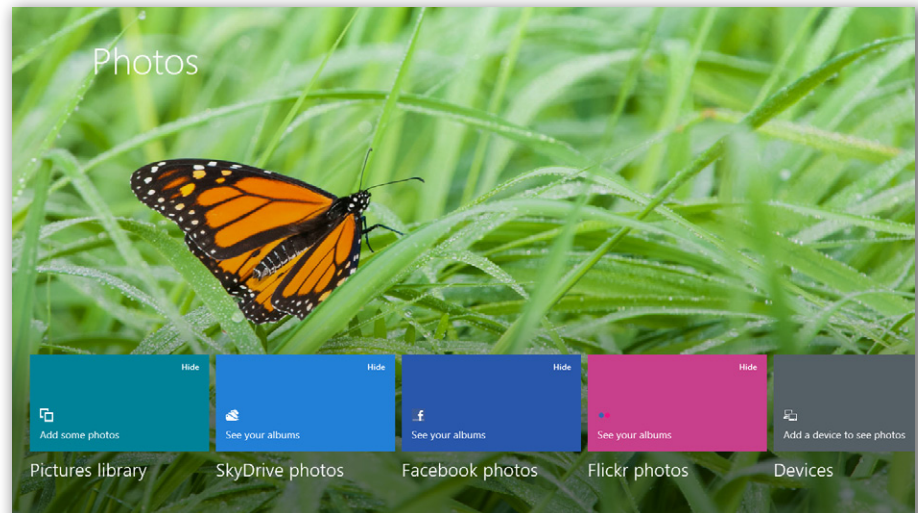 Photos
Hide
Add some photos
Pictures library
Hide
See your albums
SkyDrive photos
Hide
f
See your albums
Facebook photos
Hide
See your albums
Flickr photos
Add a device to see photos
Devices